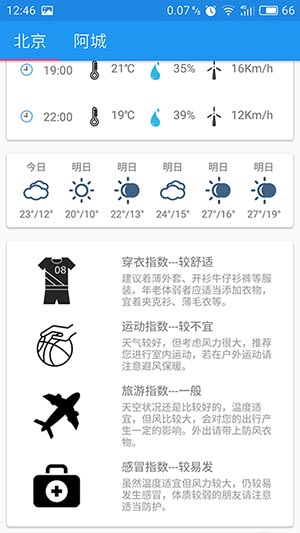 12:46
0.07 K/s
4G
66
北京 阿城
19:00 21℃ 35% 16Km/h
22:00 19℃ 39% 12Km/h
今日 明日 明日 明日 明日 明日
23°/12° 20°/10° 22°/13° 24°/15° 27°/16° 27°/19°
穿衣指数---较舒适
建议着薄外套、开衫牛仔衫裤等服
装。年老体弱者应适当添加衣物，
宜着夹克衫、薄毛衣等。
08
运动指数---较不宜
天气较好，但考虑风力很大，推荐
您进行室内运动，若在户外运动请
注意避风保暖。
旅游指数---一般
天空状况还是比较好的，温度适
宜，但风比较大，会对您的出行产
生一定的影响。外出请带上防风衣
物。
感冒指数---较易发
虽然温度适宜但风力较大，仍较易
发生感冒，体质较弱的朋友请注意
适当防护。